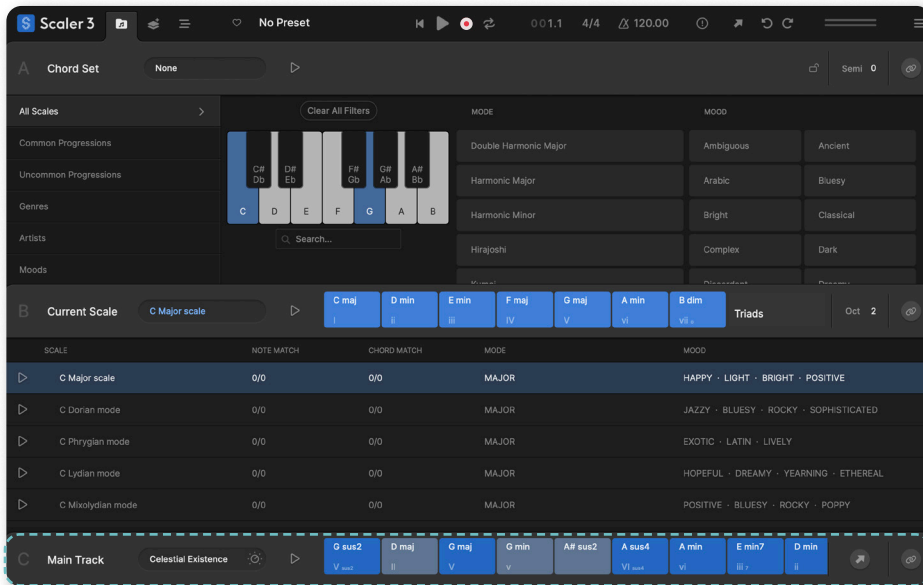 S Scaler 3 No Preset 001.1 4/4 120.00
A Chord Set None Semi 0
All Scales
Common Progressions
Uncommon Progressions
Genres
Artists
Moods
Clear All Filters
C# D# F# G# A#
Db Eb Gb Ab Bb
C D E F G A B
Search...
MODE
Double Harmonic Major
Harmonic Major
Harmonic Minor
Hirajoshi
Kumoi
MOOD
Ambiguous Ancient
Arabic Bluesy
Bright Classical
Complex Dark
Discordant Dreamy
B Current Scale C Major scale
C maj D min E min F maj G maj A min B dim
I ii iii IV V vi vii o
Triads Oct 2
SCALE NOTE MATCH CHORD MATCH MODE MOOD
C Major scale 0/0 0/0 MAJOR HAPPY · LIGHT · BRIGHT · POSITIVE
C Dorian mode 0/0 0/0 MAJOR JAZZY · BLUESY · ROCKY · SOPHISTICATED
C Phrygian mode 0/0 0/0 MAJOR EXOTIC · LATIN · LIVELY
C Lydian mode 0/0 0/0 MAJOR HOPEFUL · DREAMY · YEARNING · ETHEREAL
C Mixolydian mode 0/0 0/0 MAJOR POSITIVE · BLUESY · ROCKY · POPPY
C Main Track Celestial Existence
G sus2 D maj G maj G min A# sus2 A sus4 A min E min7 D min
V sus2 II V v VI sus4 vi iii 7 ii